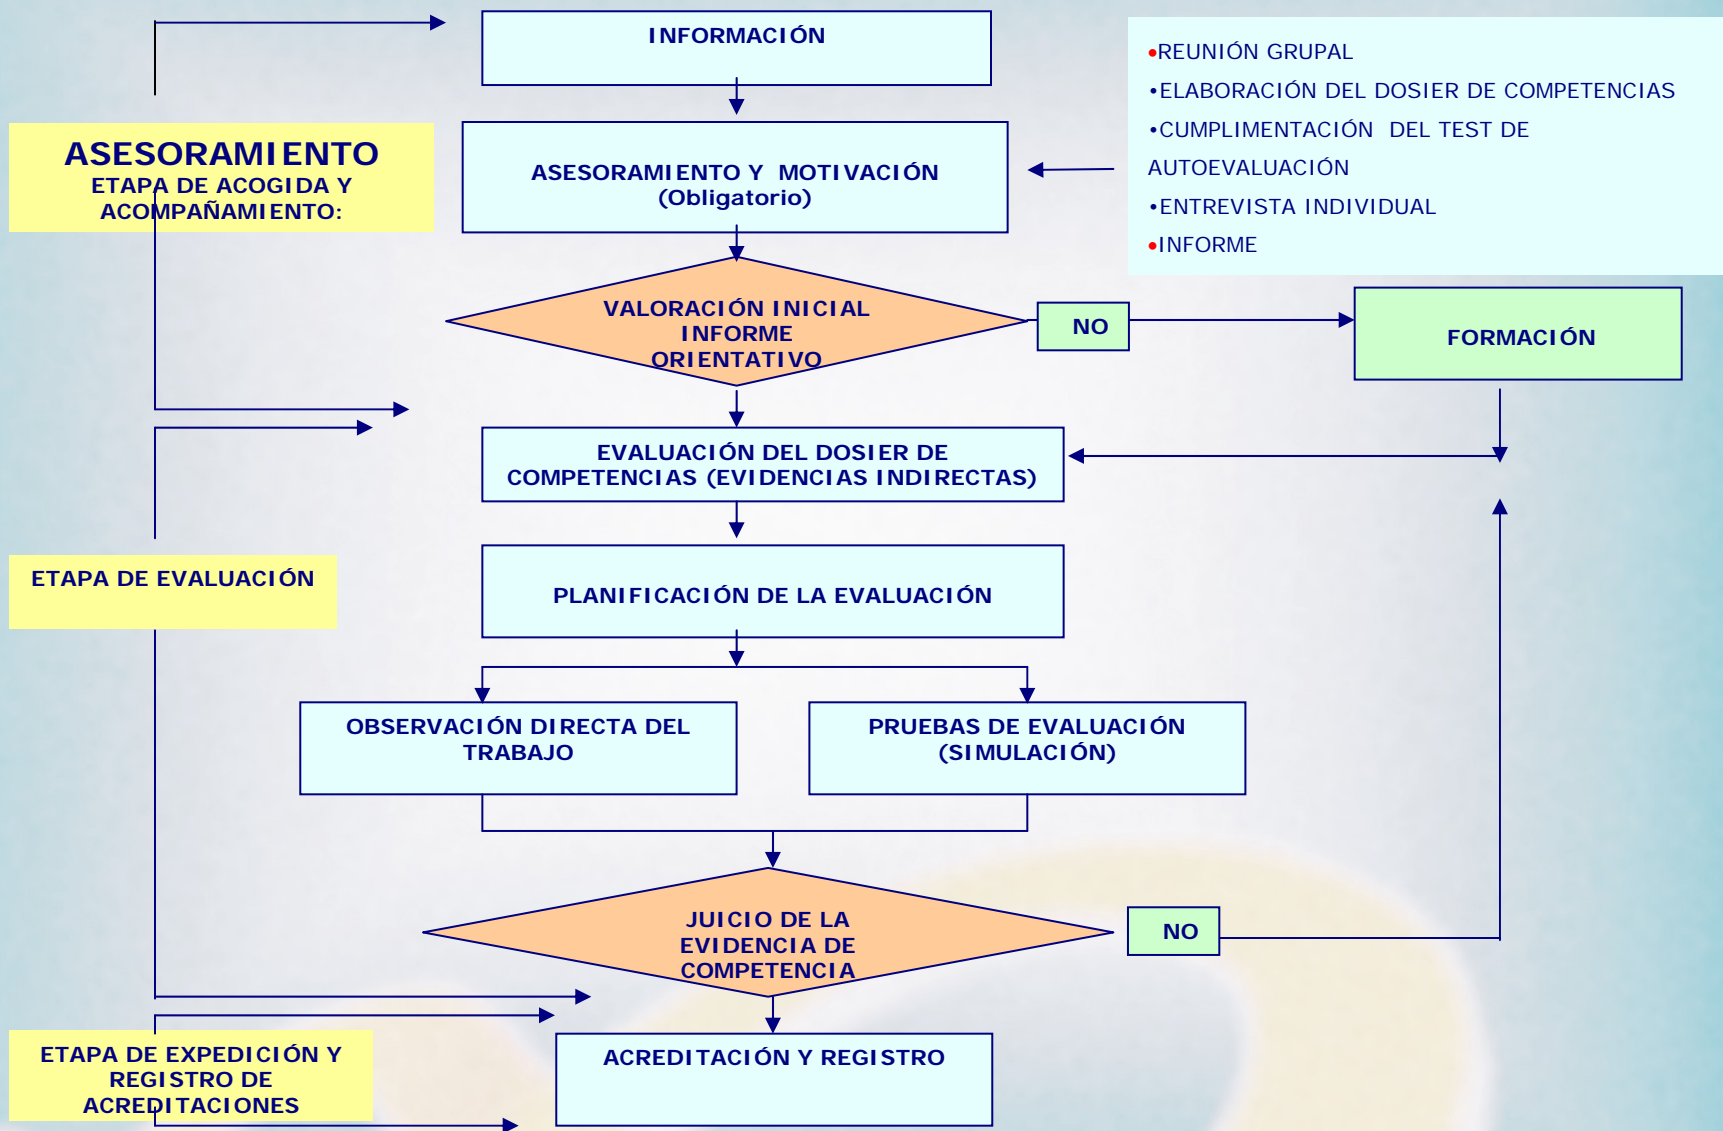 INFORMACIÓN
•REUNIÓN GRUPAL
•ELABORACIÓN DEL DOSIER DE COMPETENCIAS
•CUMPLIMENTACIÓN DEL TEST DE
AUTOEVALUACIÓN
•ENTREVISTA INDIVIDUAL
•INFORME
ASESORAMIENTO
ETAPA DE ACOGIDA Y
ACOMPAÑAMIENTO:
ASESORAMIENTO Y MOTIVACIÓN
(Obligatorio)
VALORACIÓN INICIAL
INFORME
ORIENTATIVO
NO
FORMACIÓN
EVALUACIÓN DEL DOSIER DE
COMPETENCIAS (EVIDENCIAS INDIRECTAS)
ETAPA DE EVALUACIÓN
PLANIFICACIÓN DE LA EVALUACIÓN
OBSERVACIÓN DIRECTA DEL
TRABAJO
PRUEBAS DE EVALUACIÓN
(SIMULACIÓN)
JUICIO DE LA
EVIDENCIA DE
COMPETENCIA
NO
ETAPA DE EXPEDICIÓN Y
REGISTRO DE
ACREDITACIONES
ACREDITACIÓN Y REGISTRO